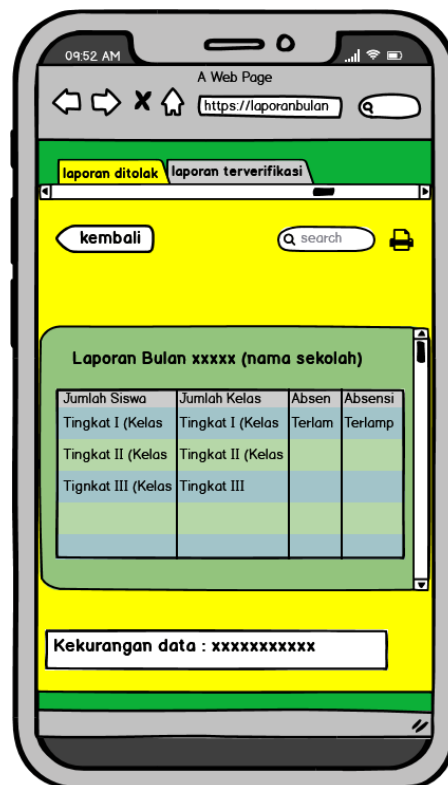 09:52 AM
A Web Page
https://laporanbulan
laporan ditolak
laporan terverifikasi
kembali
search
Laporan Bulan xxxxx (nama sekolah)
Jumlah Siswa Jumlah Kelas Absen Absensi
Tingkat I (Kelas Tingkat I (Kelas Terlam Terlamp
Tingkat II (Kelas Tingkat II (Kelas
Tignkat III (Kelas Tingkat III
Kekurangan data : xxxxxxxxxxx